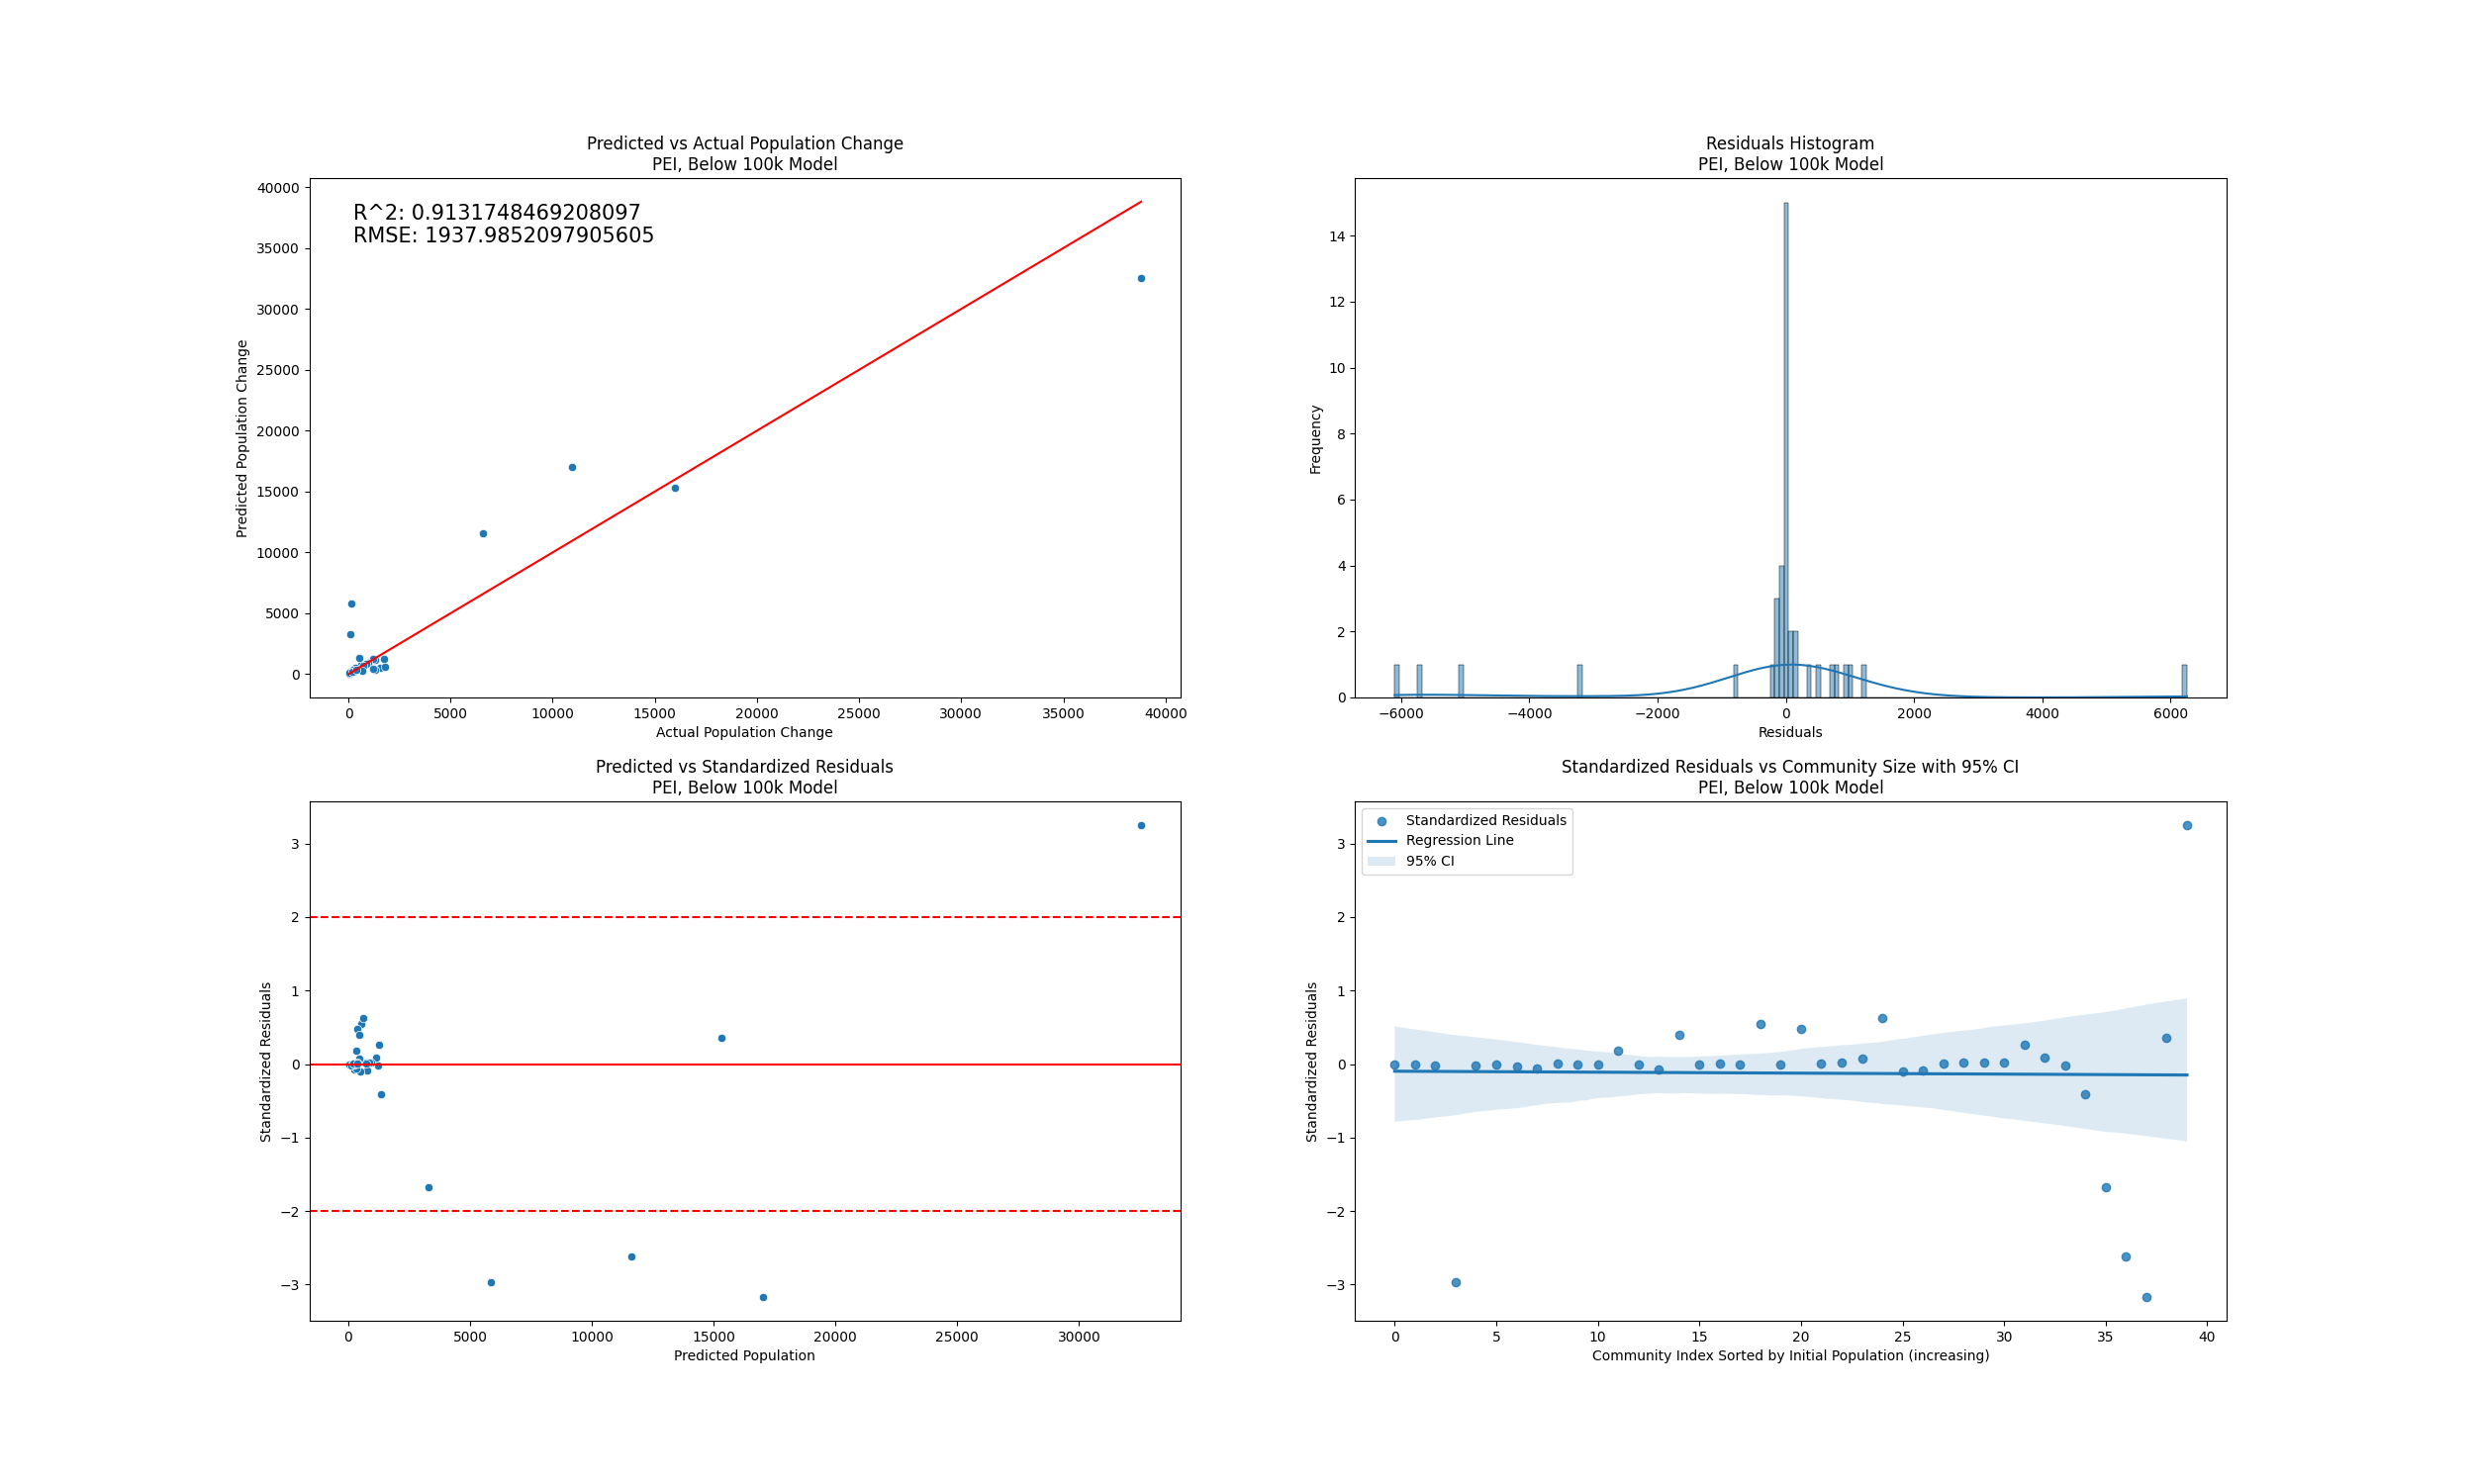 Predicted vs Actual Population Change
PEI, Below 100k Model
R^2: 0.9131748469208097
RMSE: 1937.9852097905605
40000
35000
30000
25000
20000
15000
10000
5000
0
Predicted Population Change
0 5000 10000 15000 20000 25000 30000 35000 40000
Actual Population Change
Residuals Histogram
PEI, Below 100k Model
14
12
10
8
6
4
2
0
Frequency
−6000 −4000 −2000 0 2000 4000 6000
Residuals
Predicted vs Standardized Residuals
PEI, Below 100k Model
3
2
1
0
−1
−2
−3
Standardized Residuals
0 5000 10000 15000 20000 25000 30000
Predicted Population
Standardized Residuals vs Community Size with 95% CI
PEI, Below 100k Model
Standardized Residuals
Regression Line
95% CI
3
2
1
0
−1
−2
−3
Standardized Residuals
0 5 10 15 20 25 30 35 40
Community Index Sorted by Initial Population (increasing)